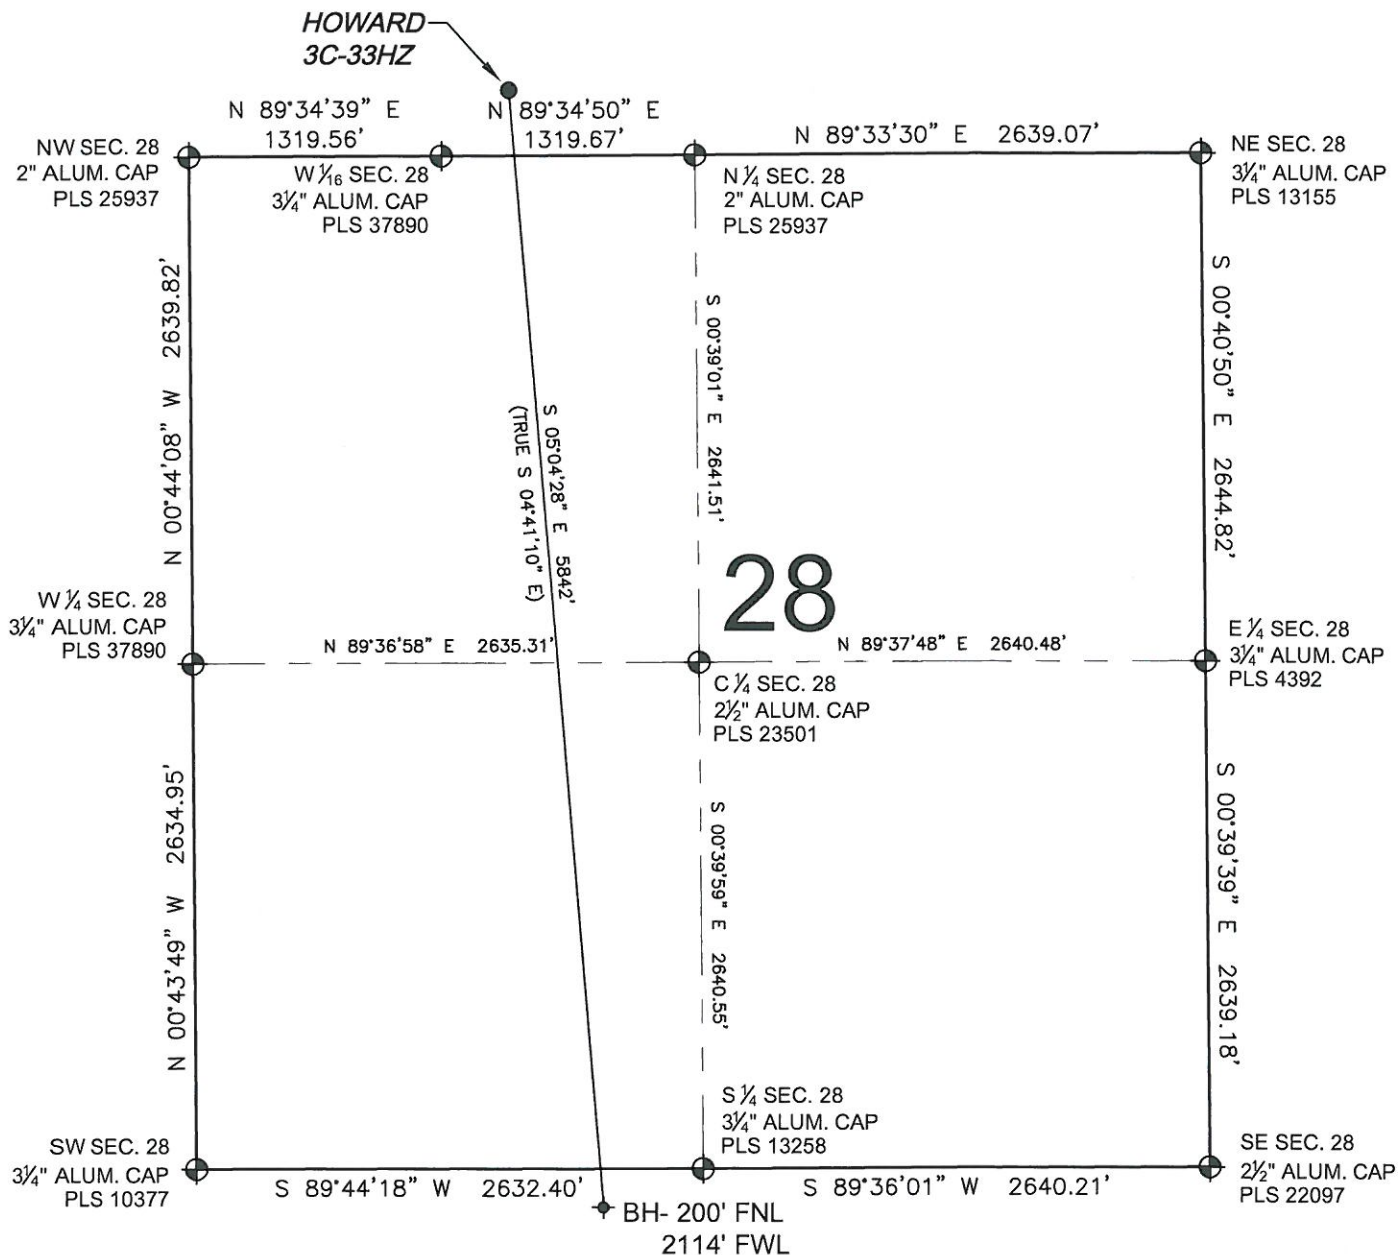 HOWARD
3C-33HZ
N 89°34'39" E
1319.56'
N 89°34'50" E
1319.67'
N 89°33'30" E 2639.07'
NW SEC. 28
2" ALUM. CAP
PLS 25937
W 1/16 SEC. 28
3¼" ALUM. CAP
PLS 37890
N ¼ SEC. 28
2" ALUM. CAP
PLS 25937
NE SEC. 28
3¼" ALUM. CAP
PLS 13155
N 00°44'08" W 2639.82'
S 05°04'28" E 5842'
(TRUE S 04°41'10" E)
S 00°39'01" E 2641.51'
S 00°40'50" E 2644.82'
28
W ¼ SEC. 28
3¼" ALUM. CAP
PLS 37890
N 89°36'58" E 2635.31'
N 89°37'48" E 2640.48'
E ¼ SEC. 28
3¼" ALUM. CAP
PLS 4392
C ¼ SEC. 28
2½" ALUM. CAP
PLS 23501
N 00°43'49" W 2634.95'
S 00°39'59" E 2640.55'
S 00°39'39" E 2639.18'
S ¼ SEC. 28
3¼" ALUM. CAP
PLS 13258
SW SEC. 28
3¼" ALUM. CAP
PLS 10377
S 89°44'18" W 2632.40'
S 89°36'01" W 2640.21'
SE SEC. 28
2½" ALUM. CAP
PLS 22097
BH- 200' FNL
2114' FWL